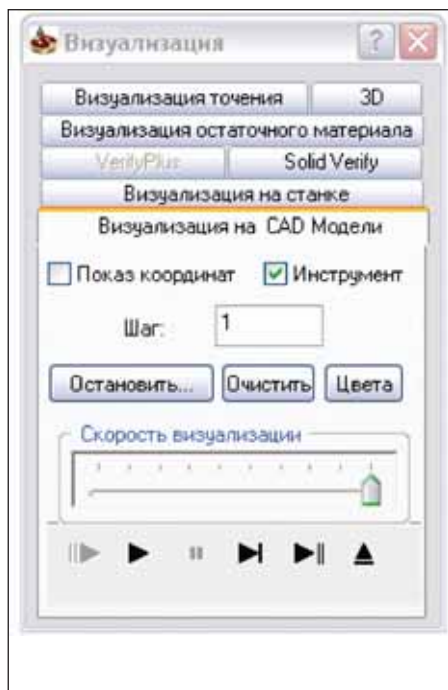 Визуализация
Визуализация точения 3D
Визуализация остаточного материала
VerifyPlus Solid Verify
Визуализация на станке
Визуализация на CAD Модели
Показ координат Инструмент
Шаг: 1
Остановить... Очистить Цвета
Скорость визуализации